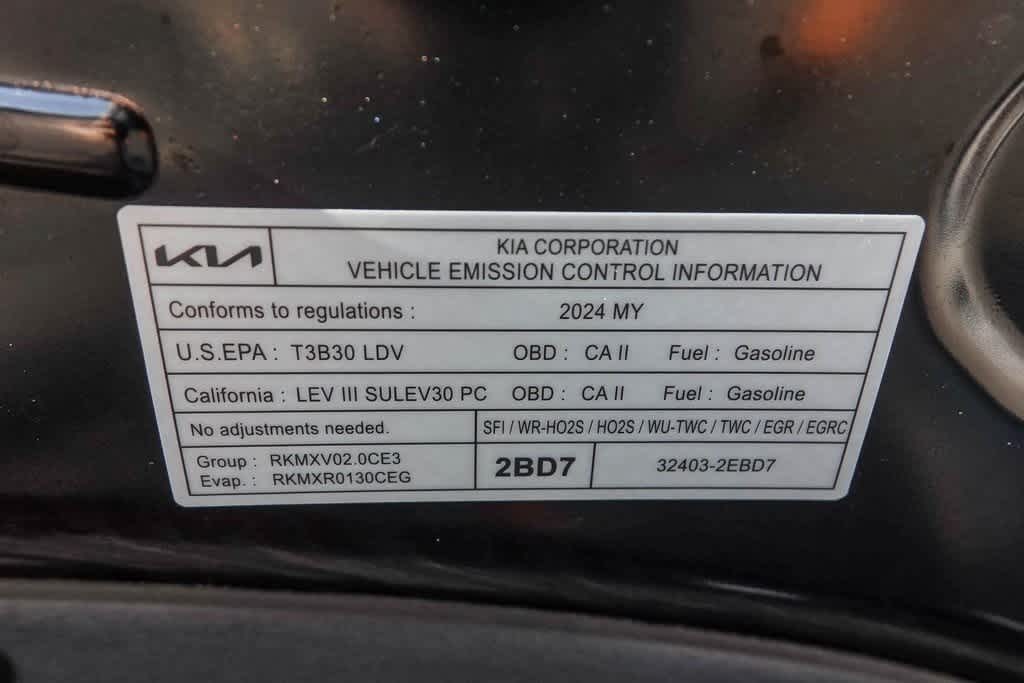 KIA
KIA CORPORATION
VEHICLE EMISSION CONTROL INFORMATION
Conforms to regulations : 2024 MY
U.S.EPA : T3B30 LDV OBD : CA II Fuel : Gasoline
California : LEV III SULEV30 PC OBD : CA II Fuel : Gasoline
No adjustments needed. SFI / WR-HO2S / HO2S / WU-TWC / TWC / EGR / EGRC
Group : RKMXV02.0CE3
Evap. : RKMXR0130CEG
2BD7 32403-2EBD7